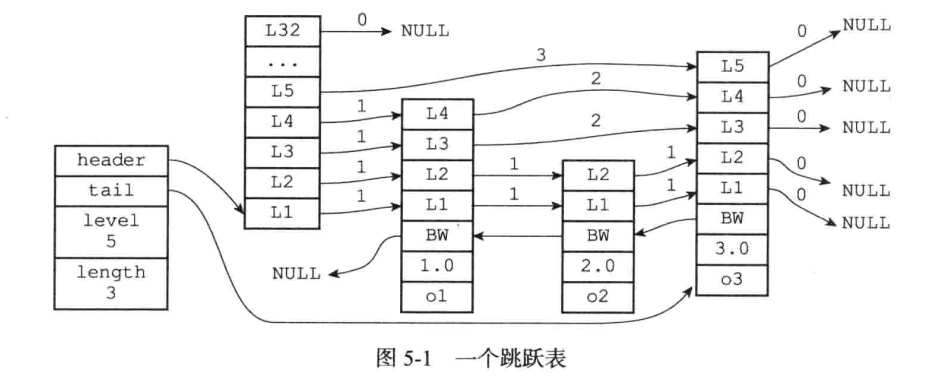 L32 0 NULL
...
L5 3 L5 0 NULL
L4 1 L4 2 L4 0 NULL
L3 1 L3 2 L3 0 NULL
L2 1 L2 1 L2 1 L2 0 NULL
L1 1 L1 1 L1 1 L1 0 NULL
header
tail
level
5
length
3
NULL BW BW BW
1.0 2.0 3.0
o1 o2 o3
图 5-1 一个跳跃表